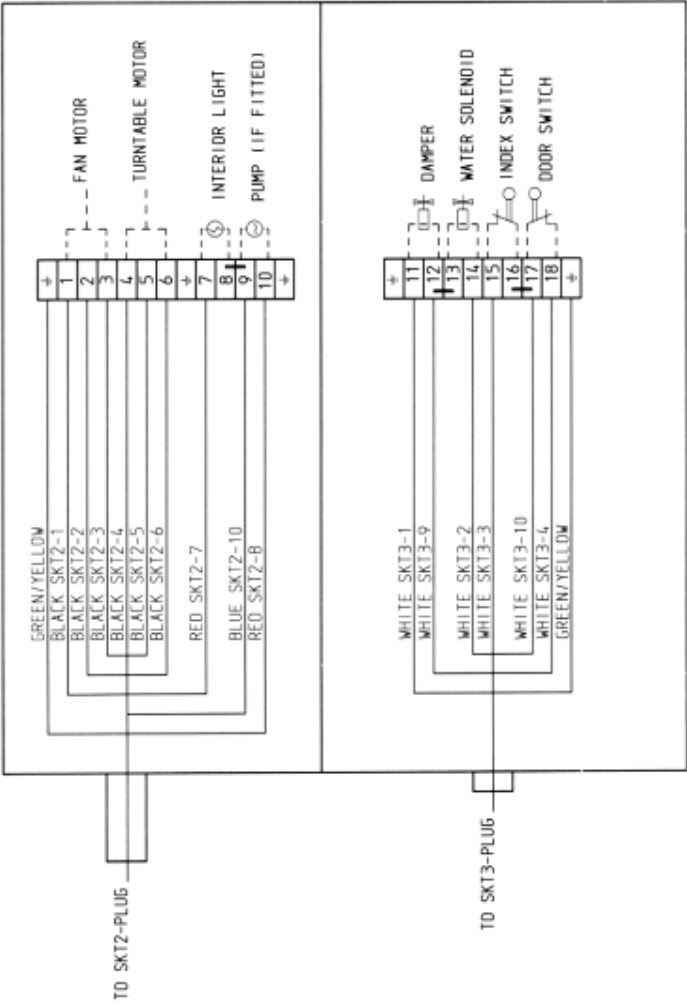 FAN MOTOR
TURNTABLE MOTOR
INTERIOR LIGHT
PUMP (IF FITTED)
1
2
3
4
5
6
7
8
9
10
GREEN/YELLOW
BLACK SKT2-1
BLACK SKT2-2
BLACK SKT2-3
BLACK SKT2-4
BLACK SKT2-5
BLACK SKT2-6
RED SKT2-7
BLUE SKT2-10
RED SKT2-8
TO SKT2-PLUG
DAMPER
WATER SOLENOID
INDEX SWITCH
DOOR SWITCH
11
12
13
14
15
16
17
18
WHITE SKT3-1
WHITE SKT3-9
WHITE SKT3-2
WHITE SKT3-3
WHITE SKT3-10
WHITE SKT3-4
GREEN/YELLOW
TO SKT3-PLUG